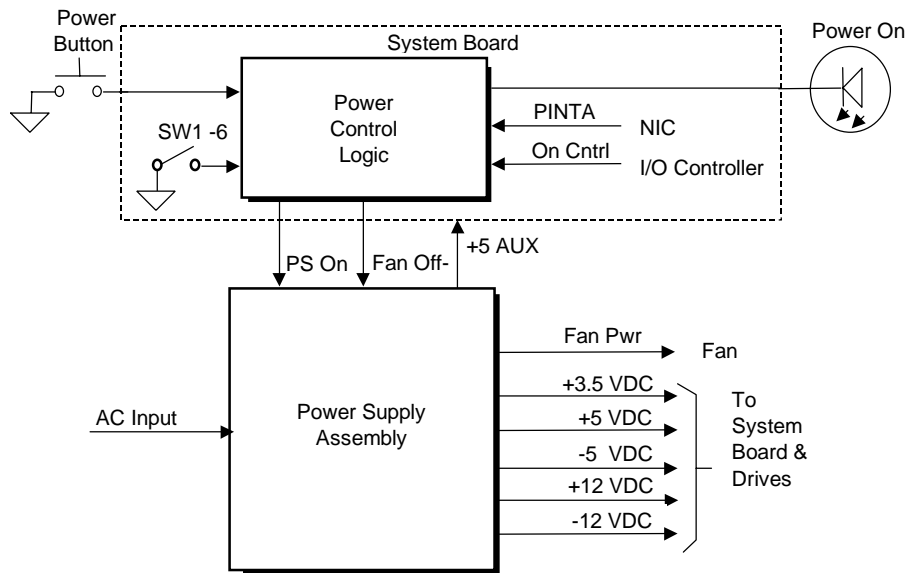 Power
Button
System Board
Power On
Power
Control
Logic
SW1 -6
PINTA
NIC
On Cntrl
I/O Controller
PS On
Fan Off-
+5 AUX
Power Supply
Assembly
AC Input
Fan Pwr
Fan
+3.5 VDC
+5 VDC
-5 VDC
+12 VDC
-12 VDC
To
System
Board &
Drives